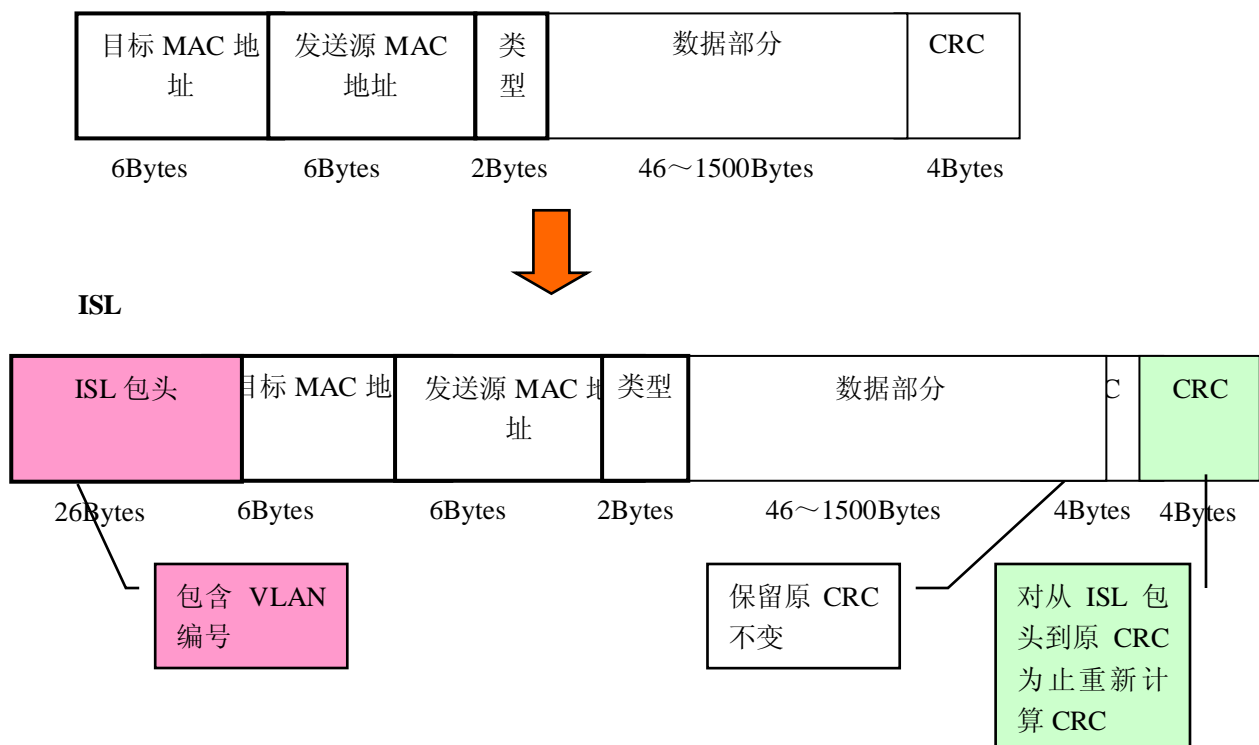 目标 MAC 地
址
发送源 MAC
地址
类
型
数据部分
CRC
6Bytes
6Bytes
2Bytes
46～1500Bytes
4Bytes
ISL
ISL 包头
目标 MAC 地
发送源 MAC 地
址
类型
数据部分
C
CRC
26Bytes
6Bytes
6Bytes
2Bytes
46～1500Bytes
4Bytes
4Bytes
包含 VLAN
编号
保留原 CRC
不变
对从 ISL 包
头到原 CRC
为止重新计
算 CRC